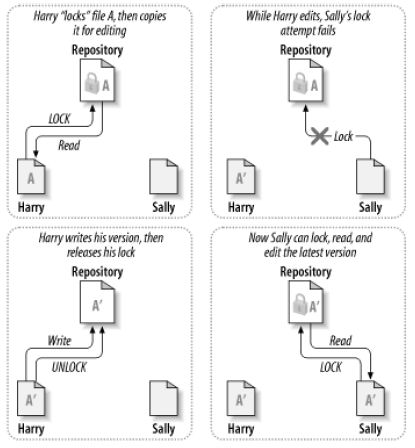 Harry “locks” file A, then copies
it for editing
Repository
A
LOCK
Read
A
Harry
Sally
While Harry edits, Sally’s lock
attempt fails
Repository
A
Lock
A’
Harry
Sally
Harry writes his version, then
releases his lock
Repository
A’
Write
UNLOCK
A’
Harry
Sally
Now Sally can lock, read, and
edit the latest version
Repository
A’
Read
LOCK
A’
A’
Harry
Sally